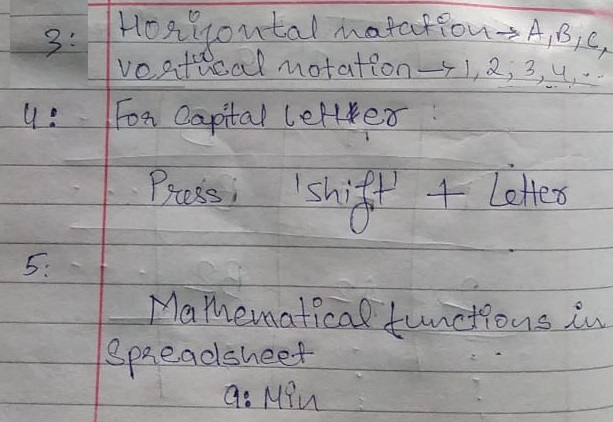 3: Horizontal notation → A, B, C,
vertical notation → 1, 2, 3, 4, ..
4: For Capital letter :
Press 'shift' + Letter
5:
Mathematical functions in
Spreadsheet
a: Min